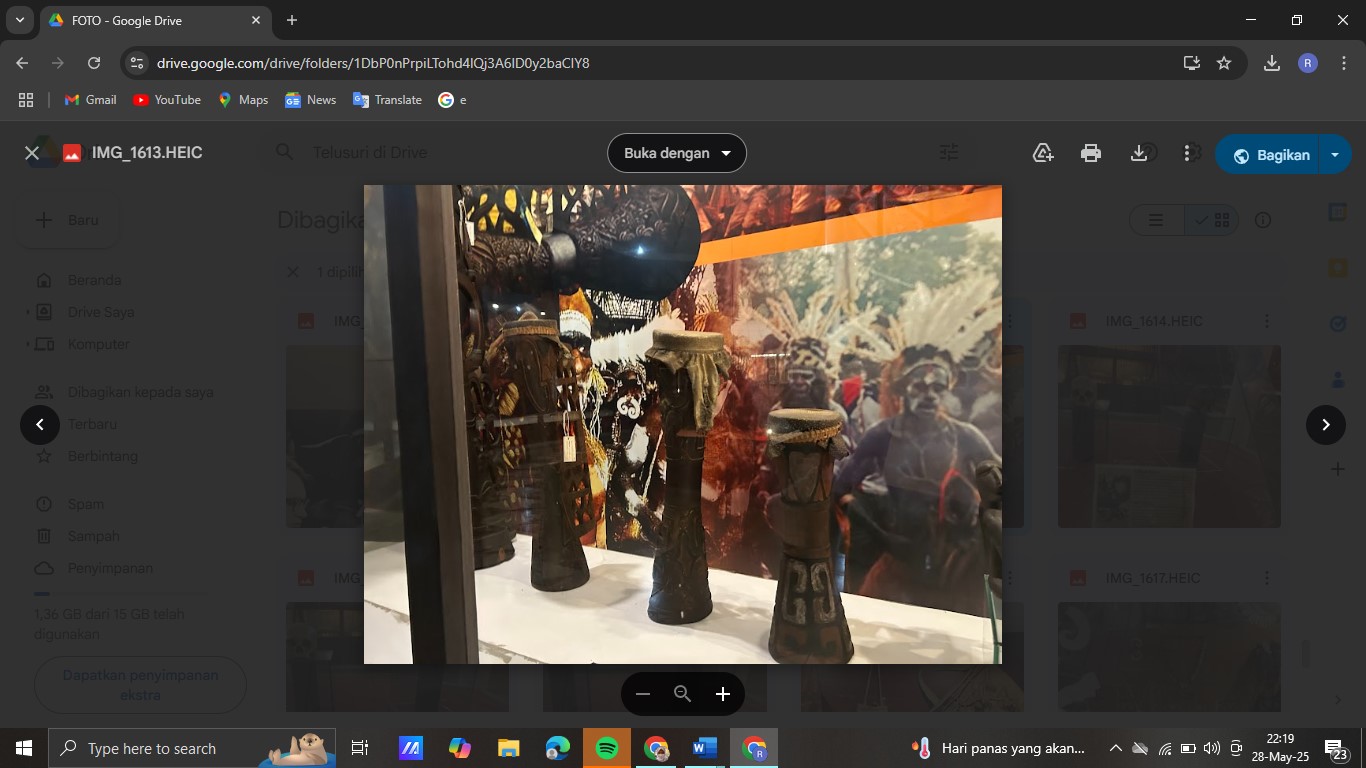 FOTO - Google Drive
drive.google.com/drive/folders/1DbP0nPrpiLTohd4lQj3A6lD0y2baClY8
R
Gmail
YouTube
Maps
News
Translate
e
IMG_1613.HEIC
Telusuri di Drive
Buka dengan
Bagikan
Baru
Dibagika
1 dipilih
Beranda
Drive Saya
Komputer
Dibagikan kepada saya
Terbaru
Berbintang
Spam
Sampah
Penyimpanan
1,36 GB dari 15 GB telah
digunakan
Dapatkan penyimpanan
ekstra
IMG_
IMG_1614.HEIC
IMG_
IMG_1617.HEIC
Type here to search
Hari panas yang akan...
22:19
28-May-25
23